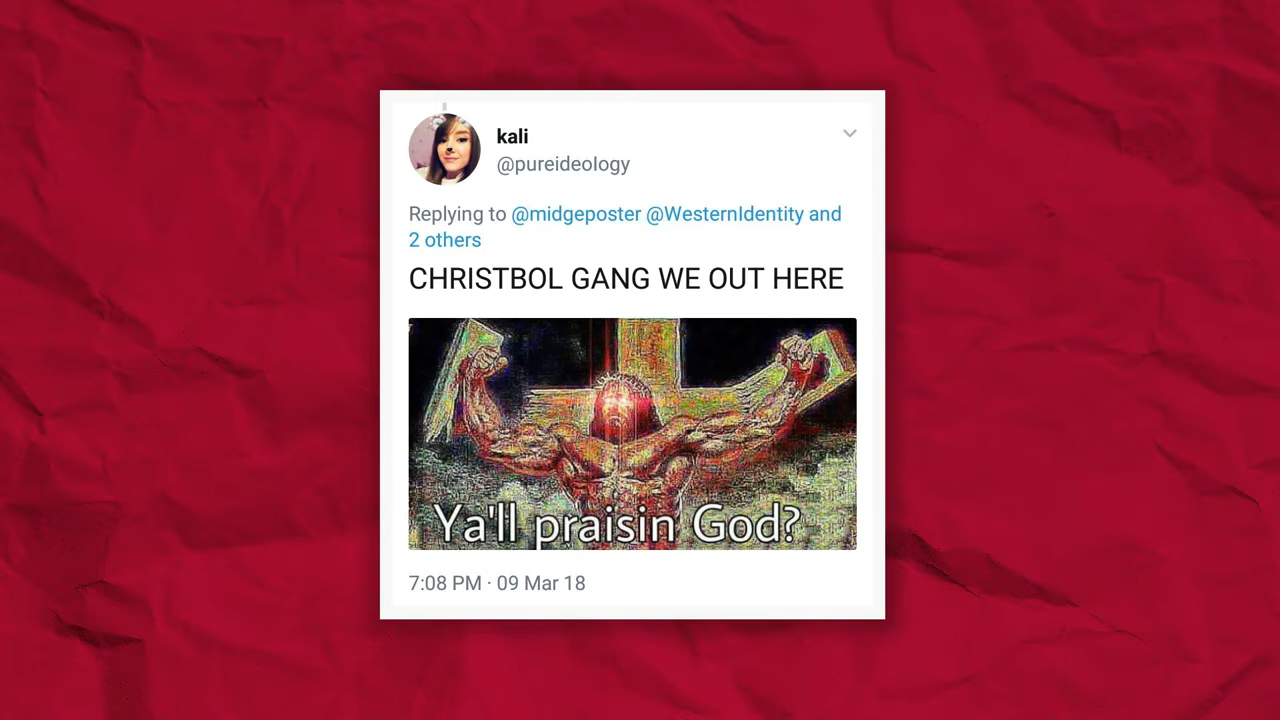 kali
@pureideology
Replying to @midgeposter @WesternIdentity and
2 others
CHRISTBOL GANG WE OUT HERE
Ya'll praisin God?
7:08 PM · 09 Mar 18